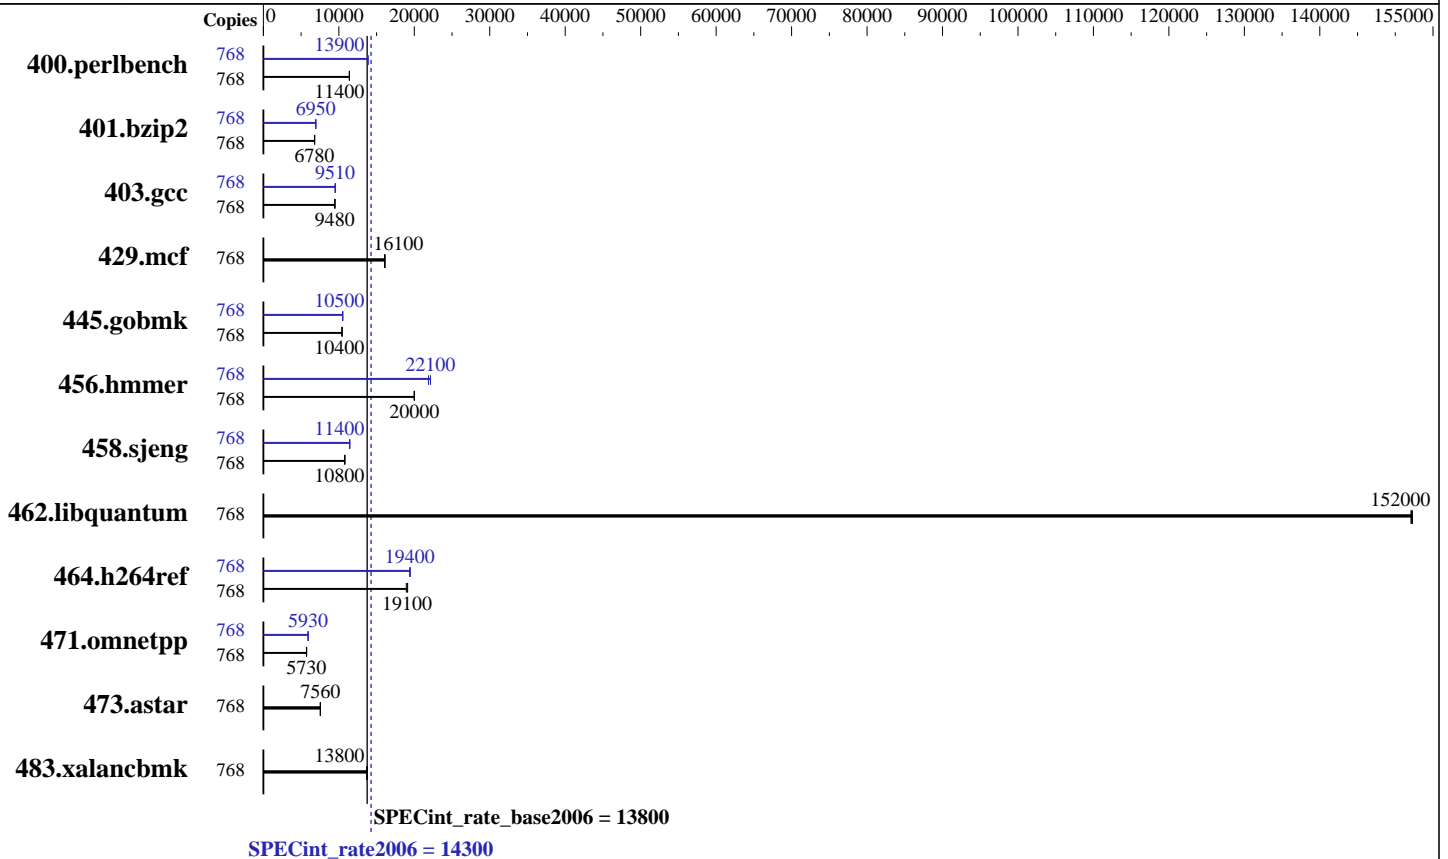 Copies 0 10000 20000 30000 40000 50000 60000 70000 80000 90000 100000 110000 120000 130000 140000 155000
13900
400.perlbench 768
768
11400
6950
401.bzip2 768
768
6780
9510
403.gcc 768
768
9480
16100
429.mcf 768
10500
445.gobmk 768
768
10400
22100
456.hmmer 768
768
20000
11400
458.sjeng 768
768
10800
152000
462.libquantum 768
19400
464.h264ref 768
768
19100
5930
471.omnetpp 768
768
5730
7560
473.astar 768
13800
483.xalancbmk 768
SPECint_rate_base2006 = 13800
SPECint_rate2006 = 14300